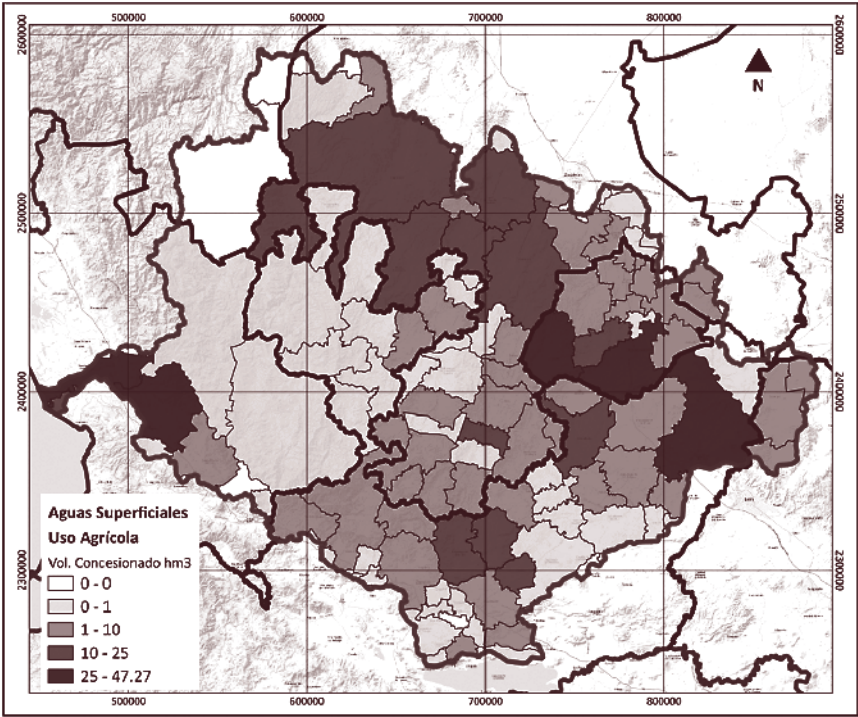 500000 600000 700000 800000
2600000 2600000
N
2500000 2500000
2400000 2400000
2300000 2300000
Aguas Superficiales
Uso Agrícola
Vol. Concesionado hm3
0 - 0
0 - 1
1 - 10
10 - 25
25 - 47.27
500000 600000 700000 800000